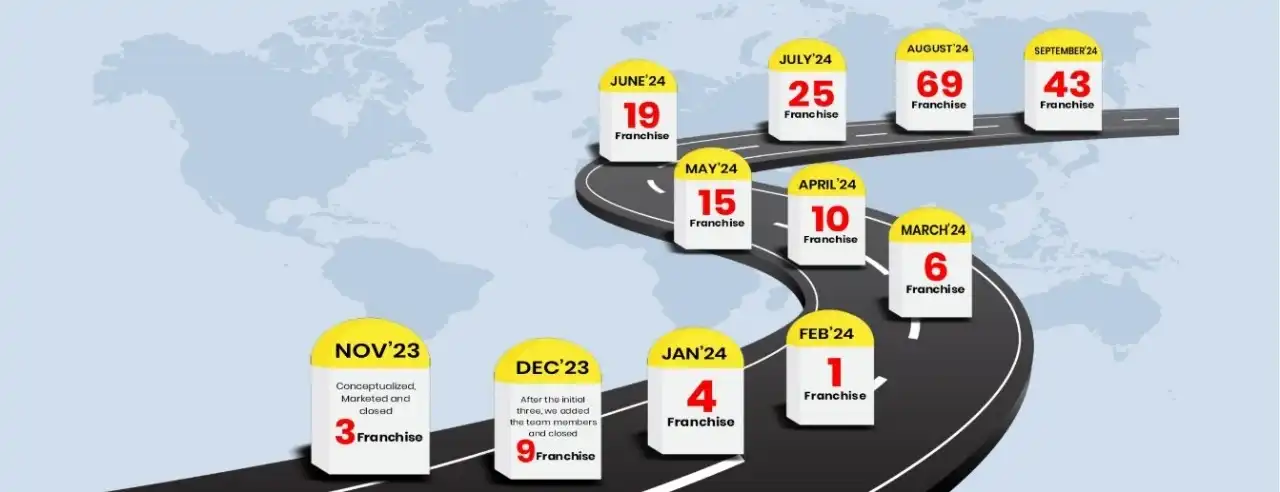 NOV'23
Conceptualized,
Marketed and
closed
3 Franchise
DEC'23
After the initial
three, we added
the team members
and closed
9 Franchise
JAN'24
4
Franchise
FEB'24
1
Franchise
MARCH'24
6
Franchise
APRIL'24
10
Franchise
MAY'24
15
Franchise
JUNE'24
19
Franchise
JULY'24
25
Franchise
AUGUST'24
69
Franchise
SEPTEMBER'24
43
Franchise